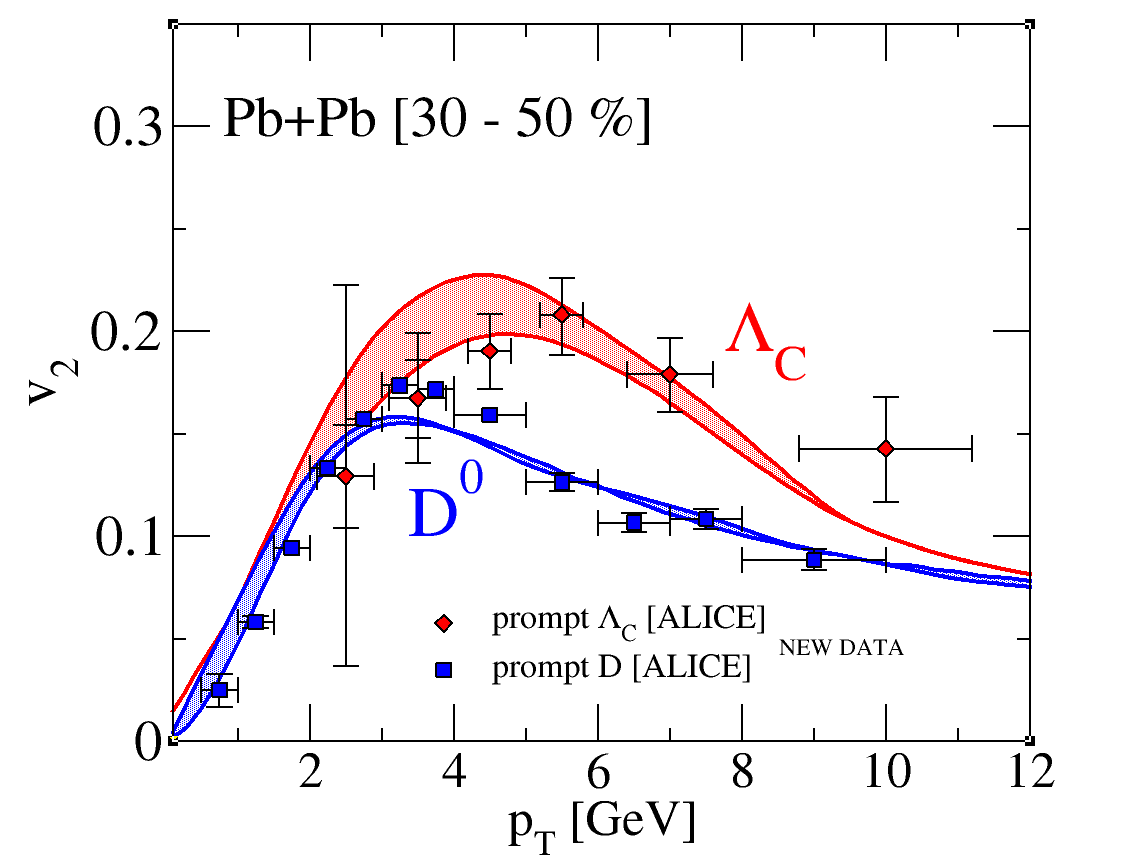 Pb+Pb [30 - 50 %]
0.3
0.2
0.1
0
v2
ΛC
D0
prompt ΛC [ALICE]
NEW DATA
prompt D [ALICE]
2 4 6 8 10 12
pT [GeV]